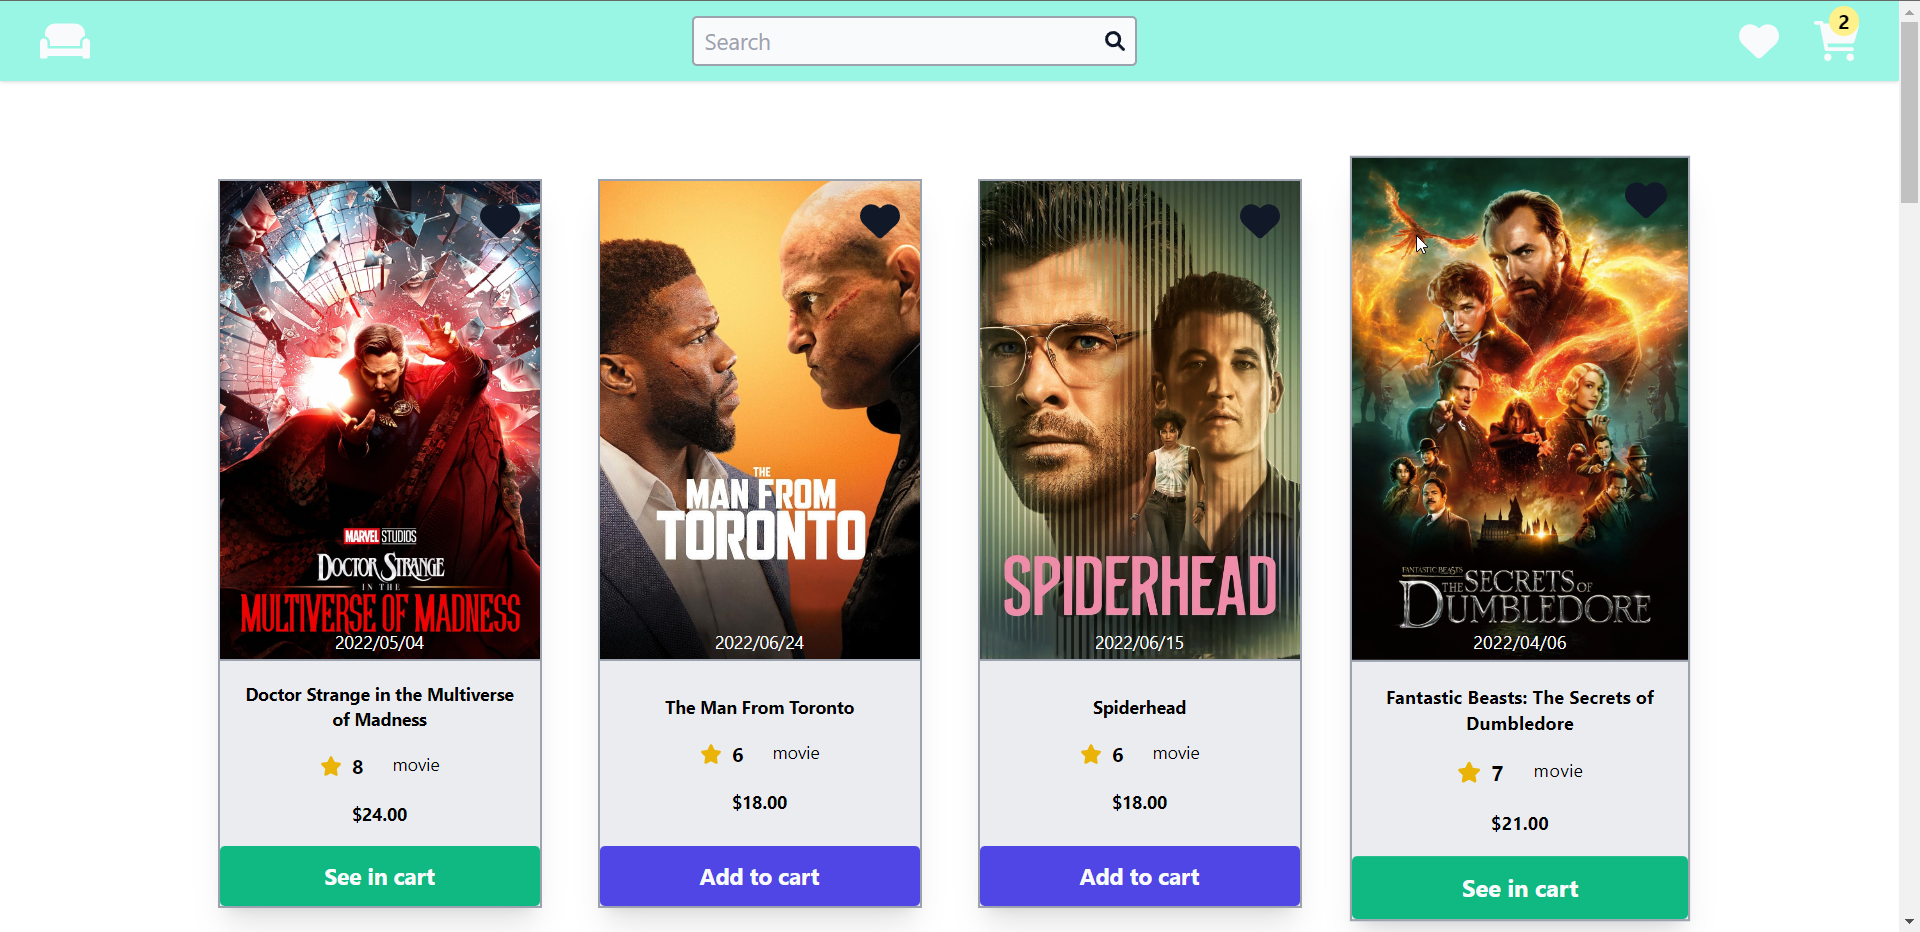 Search
2
MARVEL STUDIOS
DOCTOR STRANGE
IN THE
MULTIVERSE OF MADNESS
2022/05/04
Doctor Strange in the Multiverse
of Madness
8 movie
$24.00
See in cart
THE
MAN FROM
TORONTO
2022/06/24
The Man From Toronto
6 movie
$18.00
Add to cart
SPIDERHEAD
2022/06/15
Spiderhead
6 movie
$18.00
Add to cart
FANTASTIC BEASTS
THE SECRETS OF
DUMBLEDORE
2022/04/06
Fantastic Beasts: The Secrets of
Dumbledore
7 movie
$21.00
See in cart